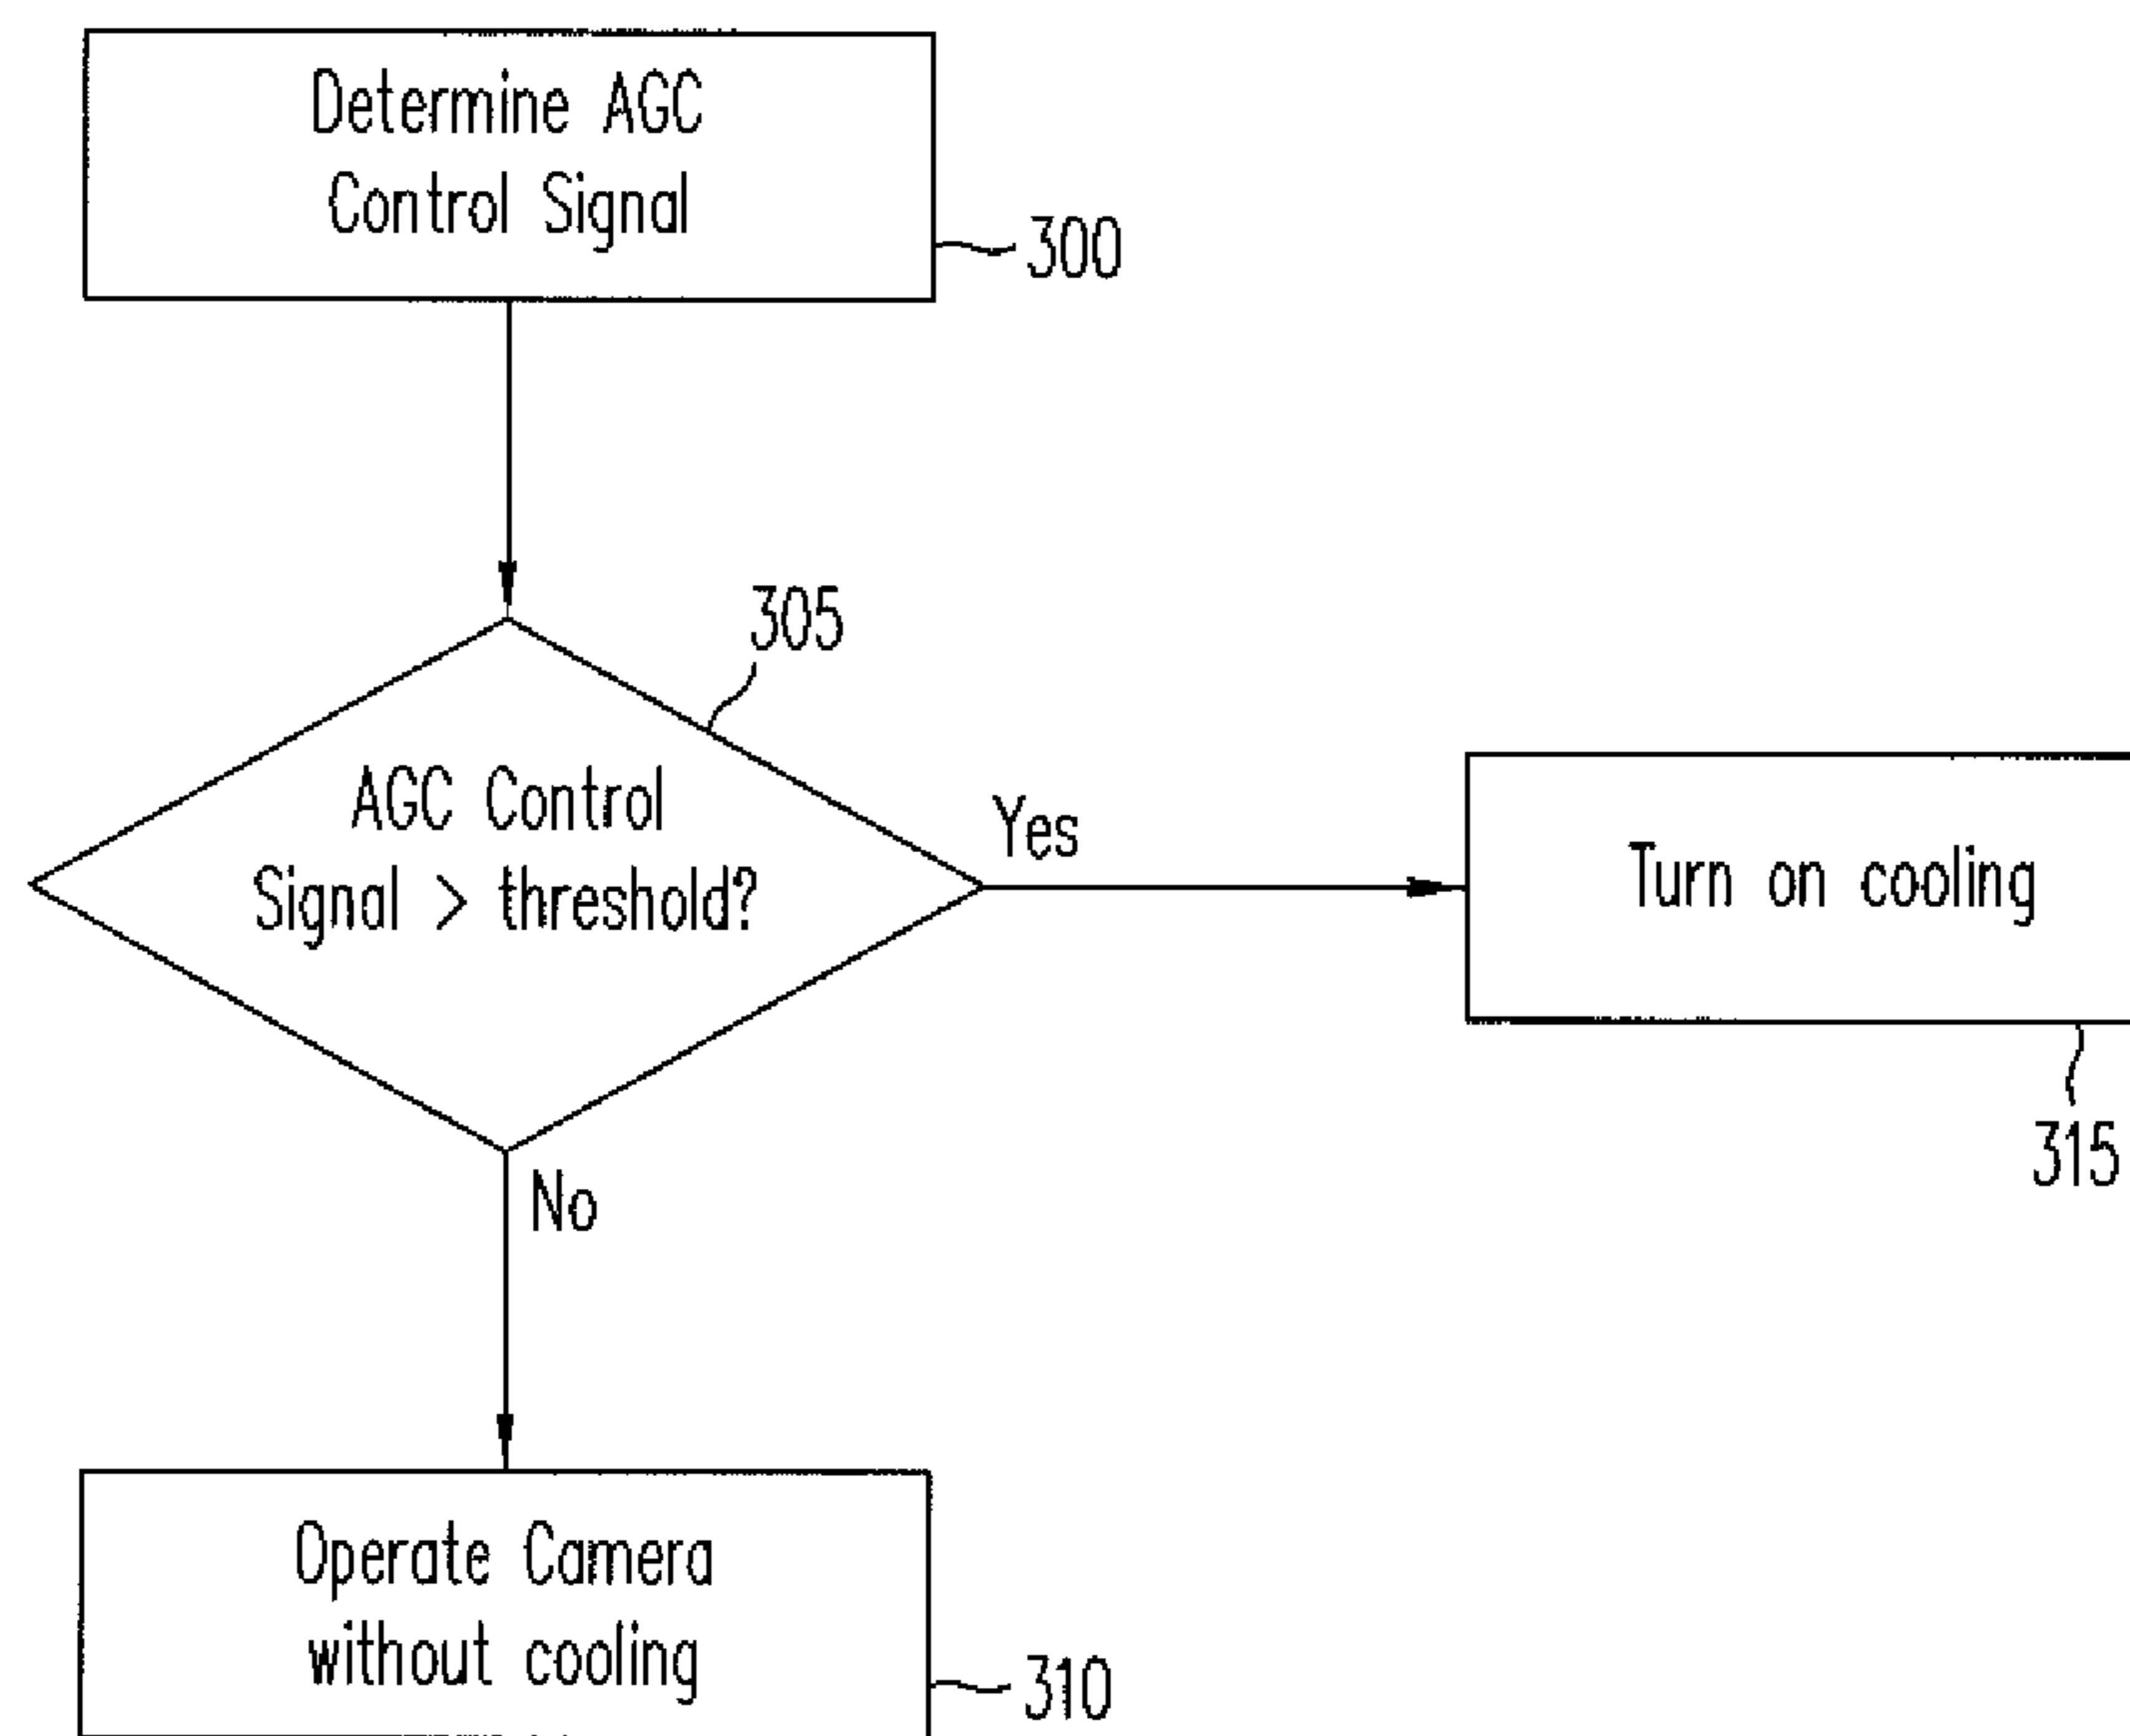 Determine AGC
Control Signal
300
305
AGC Control
Signal > threshold?
Yes
Turn on cooling
315
No
Operate Camera
without cooling
310